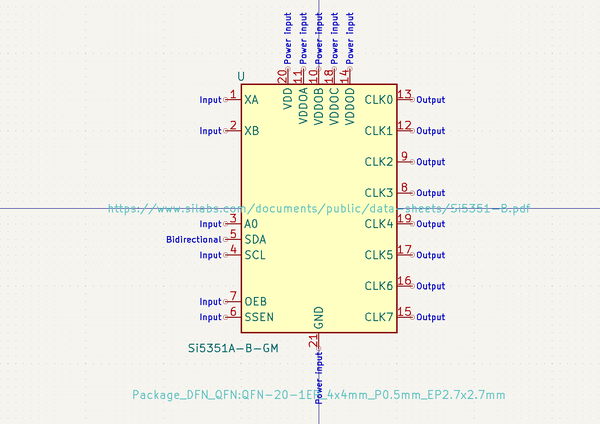 Power input
Power input
Power input
Power input
Power input
20
11
10
18
14
U
VDD
VDDOA
VDDOB
VDDOC
VDDOD
Input 1 XA
CLK0 13 Output
Input 2 XB
CLK1 12 Output
CLK2 9 Output
CLK3 8 Output
https://www.silabs.com/documents/public/data-sheets/Si5351-B.pdf
Input 3 A0
CLK4 19 Output
Bidirectional 5 SDA
Input 4 SCL
CLK5 17 Output
CLK6 16 Output
Input 7 OEB
Input 6 SSEN
CLK7 15 Output
GND
21
Power input
Si5351A-B-GM
Package_DFN_QFN:QFN-20-1EP_4x4mm_P0.5mm_EP2.7x2.7mm